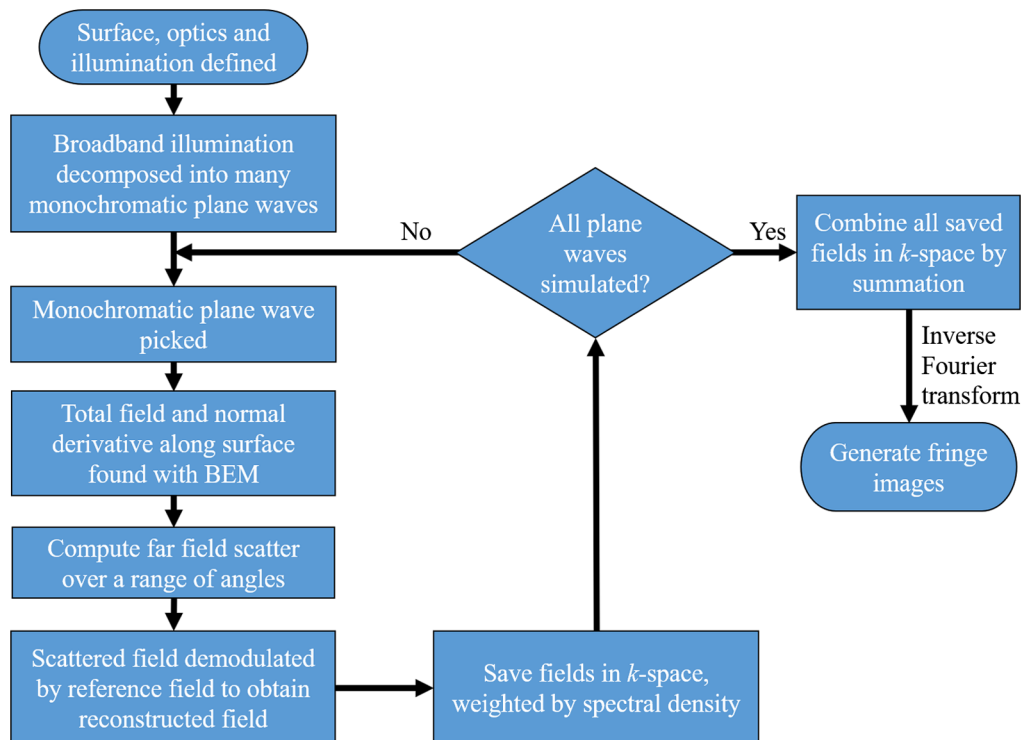 Surface, optics and
illumination defined
Broadband illumination
decomposed into many
monochromatic plane waves
Monochromatic plane wave
picked
Total field and normal
derivative along surface
found with BEM
Compute far field scatter
over a range of angles
Scattered field demodulated
by reference field to obtain
reconstructed field
Save fields in k-space,
weighted by spectral density
All plane
waves
simulated?
No
Yes
Combine all saved
fields in k-space by
summation
Inverse
Fourier
transform
Generate fringe
images